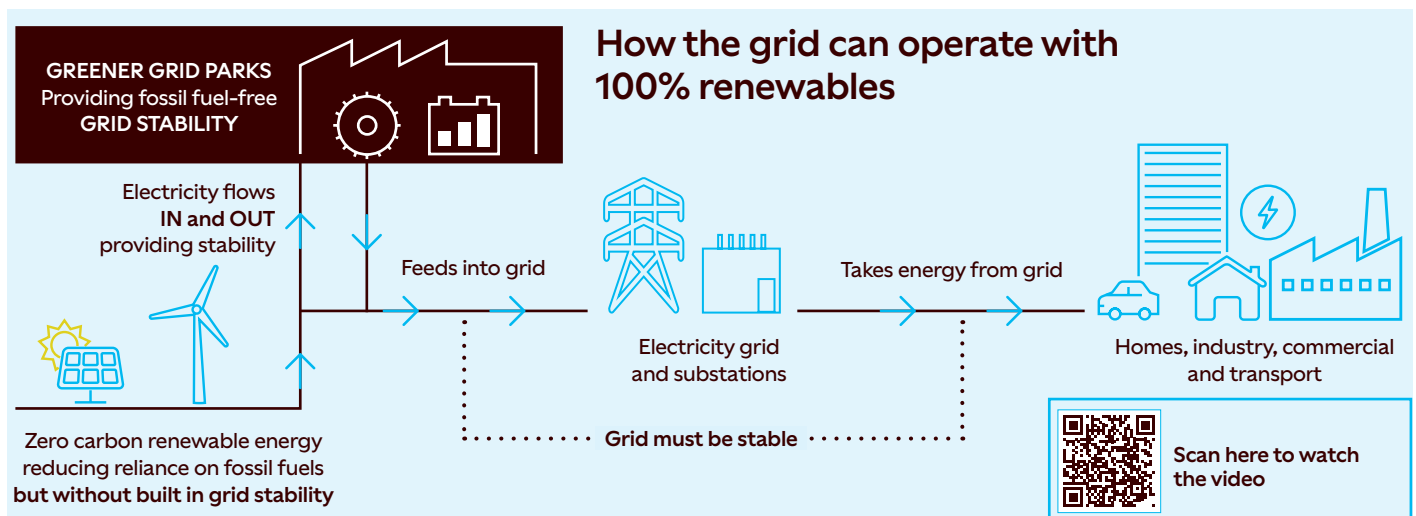 How the grid can operate with
100% renewables
GREENER GRID PARKS
Providing fossil fuel-free
GRID STABILITY
Electricity flows
IN and OUT
providing stability
Feeds into grid
Takes energy from grid
Electricity grid
and substations
Homes, industry, commercial
and transport
Grid must be stable
Zero carbon renewable energy
reducing reliance on fossil fuels
but without built in grid stability
Scan here to watch
the video